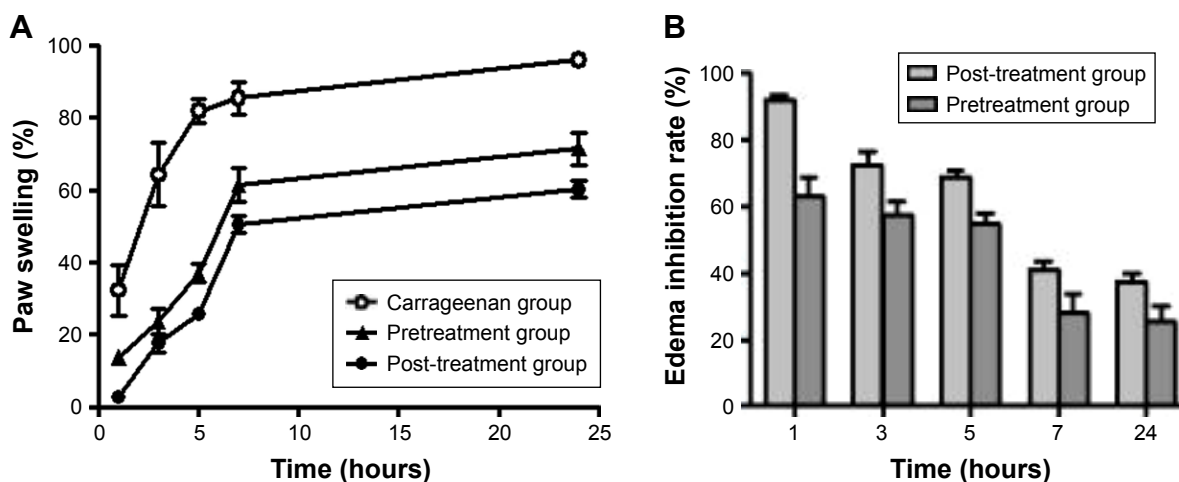 A
Paw swelling (%)
100
80
60
40
20
0
0
5
10
15
20
25
Time (hours)
Carrageenan group
Pretreatment group
Post-treatment group
B
Edema inhibition rate (%)
100
80
60
40
20
0
1
3
5
7
24
Time (hours)
Post-treatment group
Pretreatment group